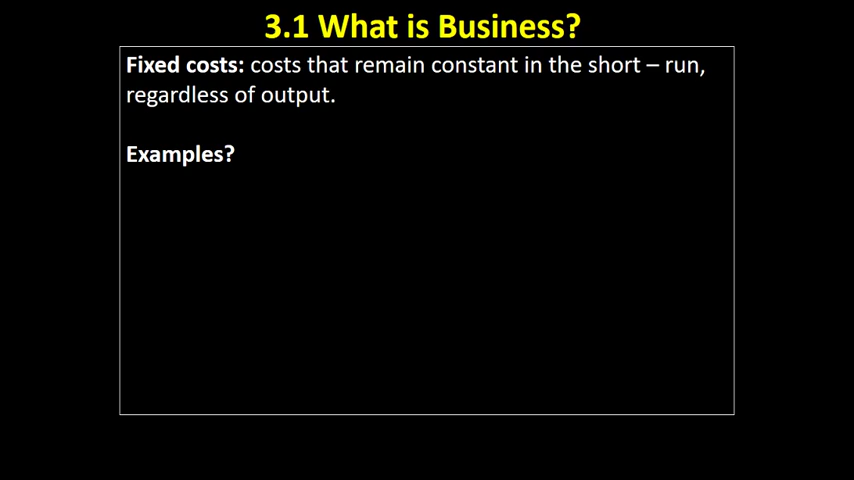 3.1 What is Business?
Fixed costs: costs that remain constant in the short – run,
regardless of output.
Examples?